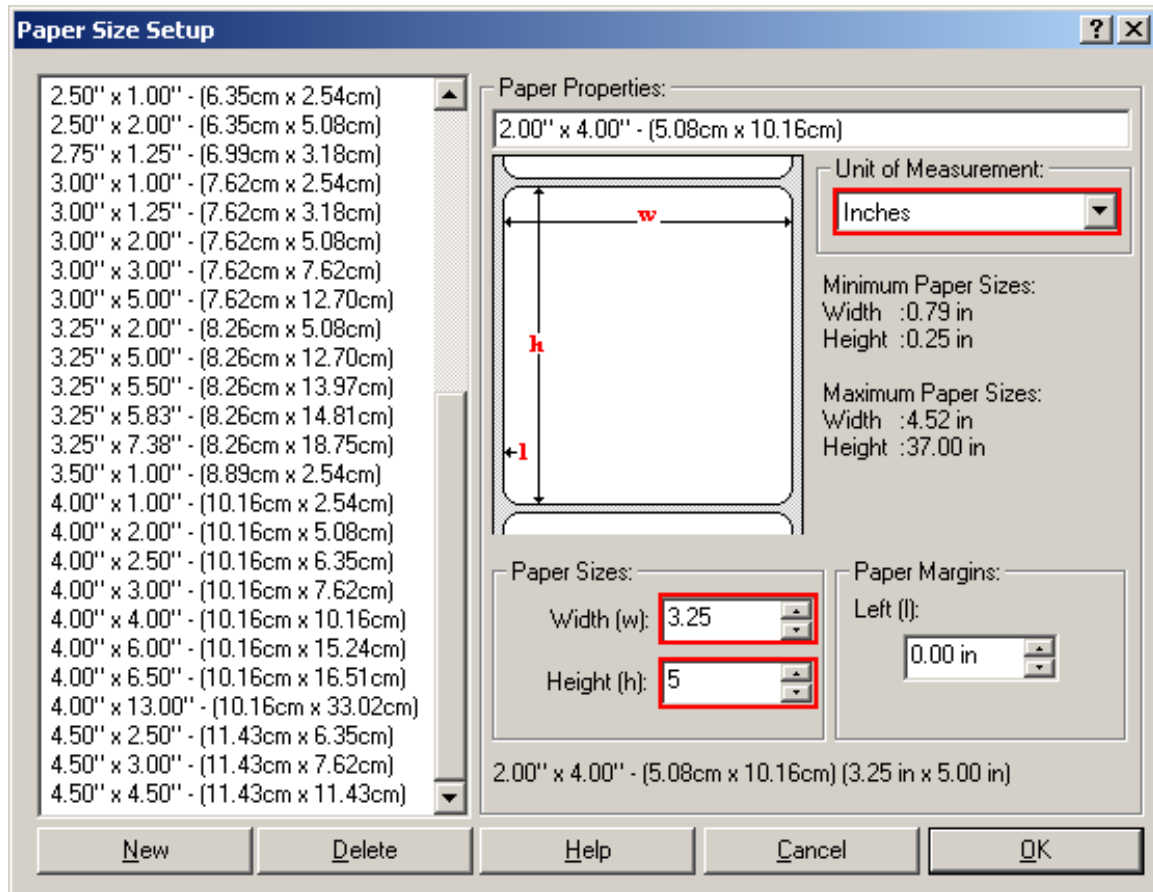 Paper Size Setup
2.50" x 1.00" - (6.35cm x 2.54cm)
2.50" x 2.00" - (6.35cm x 5.08cm)
2.75" x 1.25" - (6.99cm x 3.18cm)
3.00" x 1.00" - (7.62cm x 2.54cm)
3.00" x 1.25" - (7.62cm x 3.18cm)
3.00" x 2.00" - (7.62cm x 5.08cm)
3.00" x 3.00" - (7.62cm x 7.62cm)
3.00" x 5.00" - (7.62cm x 12.70cm)
3.25" x 2.00" - (8.26cm x 5.08cm)
3.25" x 5.00" - (8.26cm x 12.70cm)
3.25" x 5.50" - (8.26cm x 13.97cm)
3.25" x 5.83" - (8.26cm x 14.81cm)
3.25" x 7.38" - (8.26cm x 18.75cm)
3.50" x 1.00" - (8.89cm x 2.54cm)
4.00" x 1.00" - (10.16cm x 2.54cm)
4.00" x 2.00" - (10.16cm x 5.08cm)
4.00" x 2.50" - (10.16cm x 6.35cm)
4.00" x 3.00" - (10.16cm x 7.62cm)
4.00" x 4.00" - (10.16cm x 10.16cm)
4.00" x 6.00" - (10.16cm x 15.24cm)
4.00" x 6.50" - (10.16cm x 16.51cm)
4.00" x 13.00" - (10.16cm x 33.02cm)
4.50" x 2.50" - (11.43cm x 6.35cm)
4.50" x 3.00" - (11.43cm x 7.62cm)
4.50" x 4.50" - (11.43cm x 11.43cm)
Paper Properties:
2.00" x 4.00" - (5.08cm x 10.16cm)
w
h
l
Unit of Measurement:
Inches
Minimum Paper Sizes:
Width :0.79 in
Height :0.25 in
Maximum Paper Sizes:
Width :4.52 in
Height :37.00 in
Paper Sizes:
Width (w): 3.25
Height (h): 5
Paper Margins:
Left (l):
0.00 in
2.00" x 4.00" - (5.08cm x 10.16cm) (3.25 in x 5.00 in)
New
Delete
Help
Cancel
OK